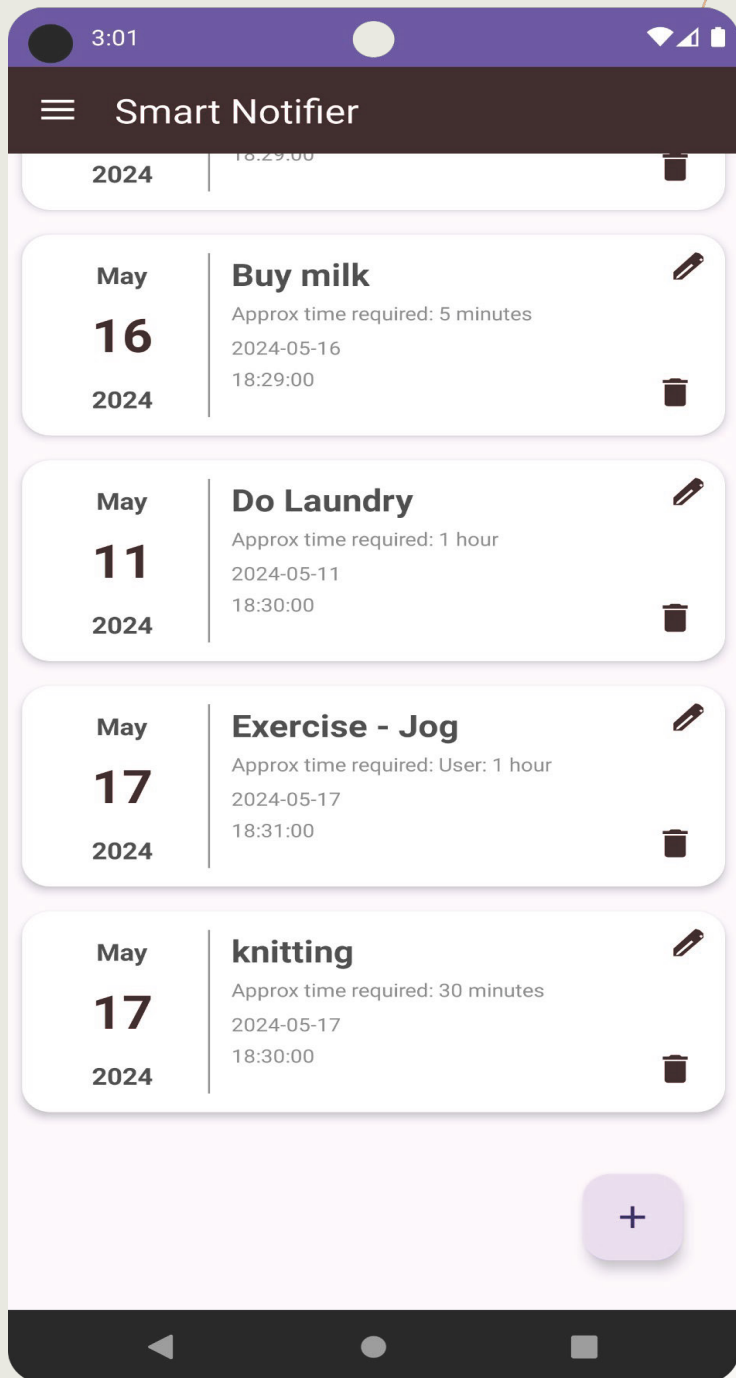 3:01
Smart Notifier
2024
18:29:00
May
16
2024
Buy milk
Approx time required: 5 minutes
2024-05-16
18:29:00
May
11
2024
Do Laundry
Approx time required: 1 hour
2024-05-11
18:30:00
May
17
2024
Exercise - Jog
Approx time required: User: 1 hour
2024-05-17
18:31:00
May
17
2024
knitting
Approx time required: 30 minutes
2024-05-17
18:30:00
+